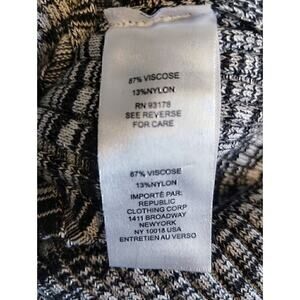 87% VISCOSE
13%NYLON
RN 93178
SEE REVERSE
FOR CARE
87% VISCOSE
13%NYLON
IMPORTÉ PAR:
REPUBLIC
CLOTHING CORP
1411 BROADWAY
NEWYORK
NY 10018 USA
ENTRETIEN AU VERSO